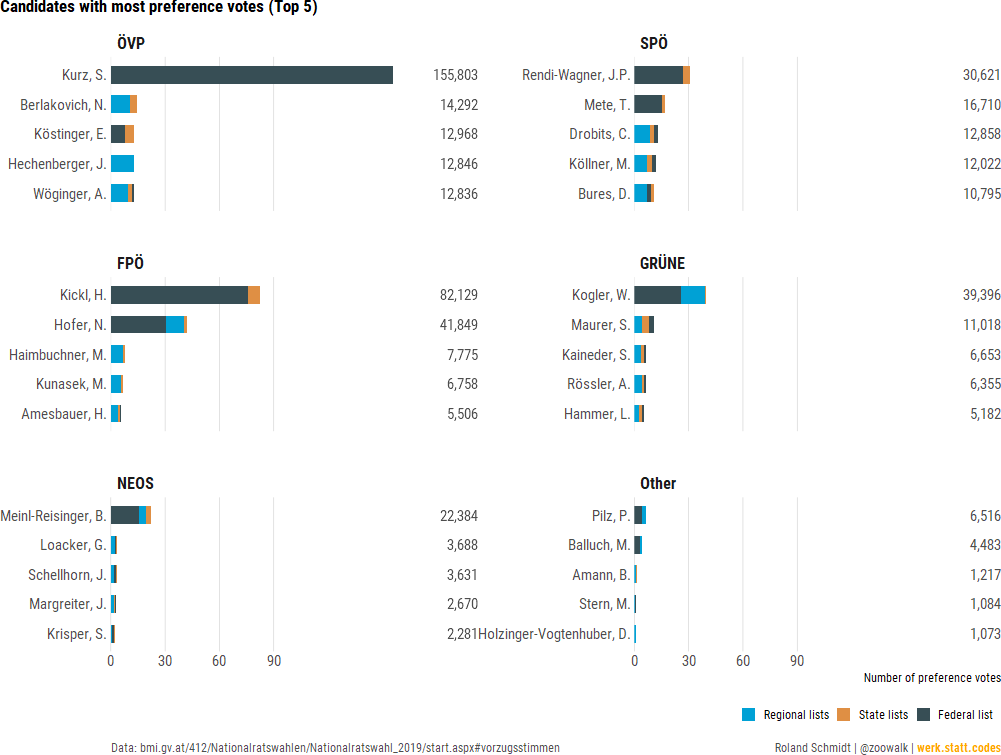 Candidates with most preference votes (Top 5)
ÖVP
Kurz, S. 155,803
Berlakovich, N. 14,292
Köstinger, E. 12,968
Hechenberger, J. 12,846
Wöginger, A. 12,836
SPÖ
Rendi-Wagner, J.P. 30,621
Mete, T. 16,710
Drobits, C. 12,858
Köllner, M. 12,022
Bures, D. 10,795
FPÖ
Kickl, H. 82,129
Hofer, N. 41,849
Haimbuchner, M. 7,775
Kunasek, M. 6,758
Amesbauer, H. 5,506
GRÜNE
Kogler, W. 39,396
Maurer, S. 11,018
Kaineder, S. 6,653
Rössler, A. 6,355
Hammer, L. 5,182
NEOS
Meinl-Reisinger, B. 22,384
Loacker, G. 3,688
Schellhorn, J. 3,631
Margreiter, J. 2,670
Krisper, S. 2,281
0 30 60 90
Other
Pilz, P. 6,516
Balluch, M. 4,483
Amann, B. 1,217
Stern, M. 1,084
Holzinger-Vogtenhuber, D. 1,073
0 30 60 90
Number of preference votes
Regional lists State lists Federal list
Data: bmi.gv.at/412/Nationalratswahlen/Nationalratswahl_2019/start.aspx#vorzugsstimmen
Roland Schmidt | @zoowalk | werk.statt.codes